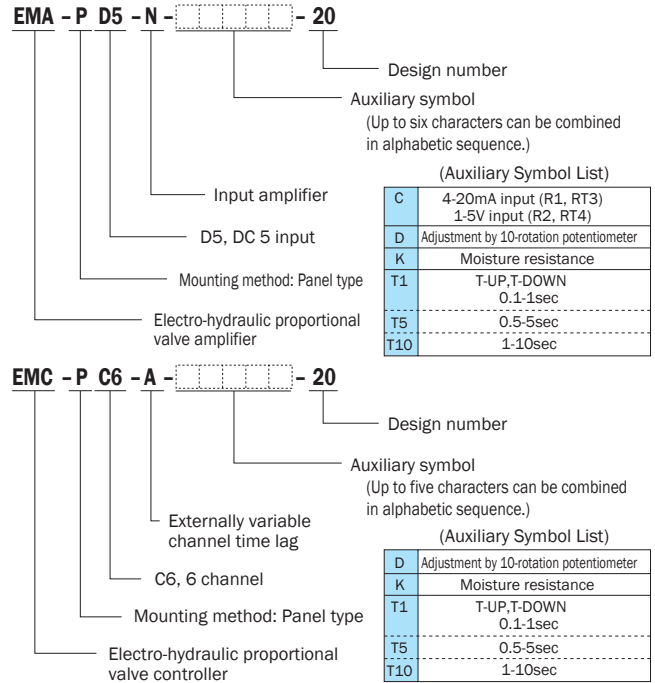 EMA - P D5 - N - - 20
Design number
Auxiliary symbol
(Up to six characters can be combined
in alphabetic sequence.)
Input amplifier
D5, DC 5 input
Mounting method: Panel type
Electro-hydraulic proportional
valve amplifier
(Auxiliary Symbol List)
C 4-20mA input (R1, RT3)
1-5V input (R2, RT4)
D Adjustment by 10-rotation potentiometer
K Moisture resistance
T1 T-UP,T-DOWN
0.1-1sec
T5 0.5-5sec
T10 1-10sec
EMC - P C6 - A - - 20
Design number
Auxiliary symbol
(Up to five characters can be combined
in alphabetic sequence.)
Externally variable
channel time lag
C6, 6 channel
Mounting method: Panel type
Electro-hydraulic proportional
valve controller
(Auxiliary Symbol List)
D Adjustment by 10-rotation potentiometer
K Moisture resistance
T1 T-UP,T-DOWN
0.1-1sec
T5 0.5-5sec
T10 1-10sec